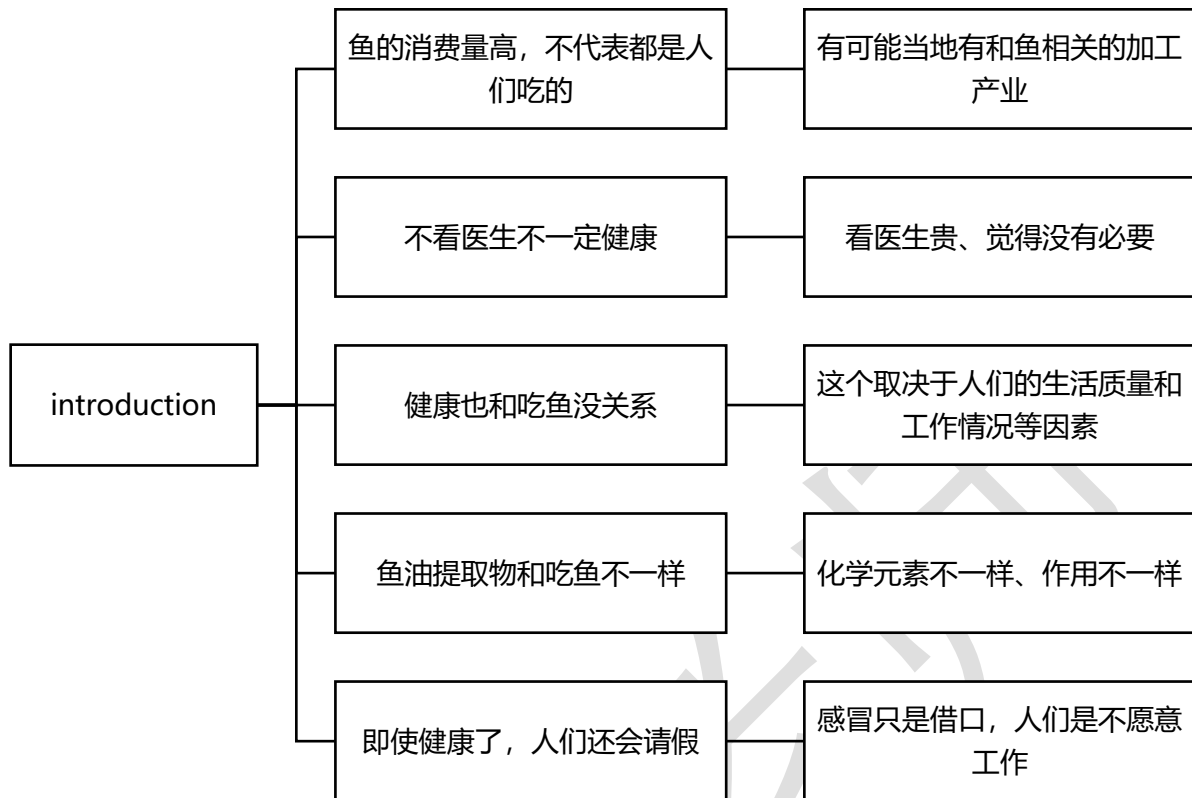 鱼的消费量高，不代表都是人
们吃的
有可能当地有和鱼相关的加工
产业
不看医生不一定健康
看医生贵、觉得没有必要
introduction
健康也和吃鱼没关系
这个取决于人们的生活质量和
工作情况等因素
鱼油提取物和吃鱼不一样
化学元素不一样、作用不一样
即使健康了，人们还会请假
感冒只是借口，人们是不愿意
工作